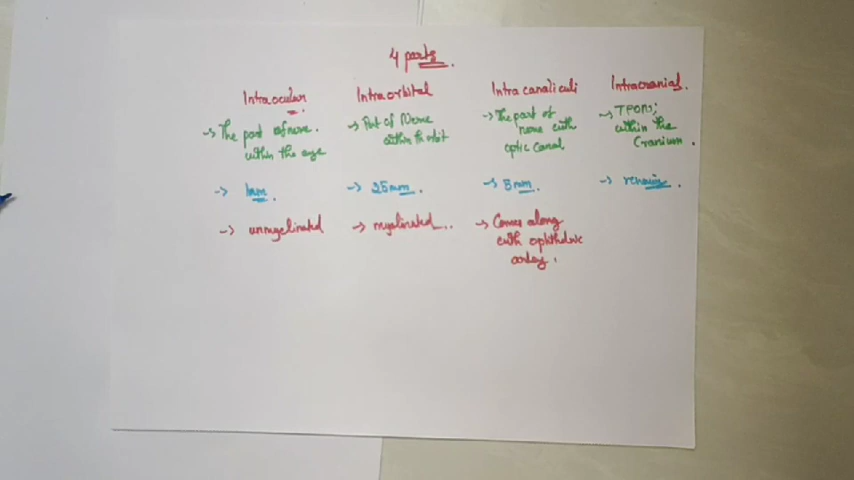 4 parts.
Intraocular Intraorbital Intracanaliculi Intracranial.
→ The part of nerve. within the eye
→ Part of Nerve within th orbit
→ The part of nerve with optic canal
→ TPON; within the Cranium.
→ 1mm. → 25mm. → 5mm. → remains.
→ unmyelinated → myelinated...
→ Comes along with ophthalmic artery.